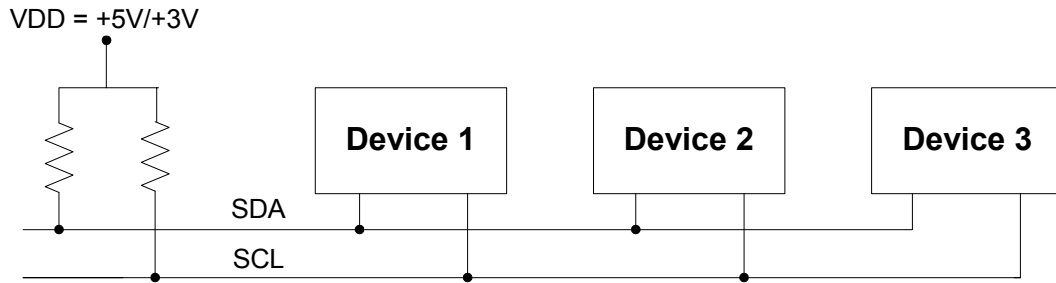 VDD = +5V/+3V
Device 1
Device 2
Device 3
SDA
SCL